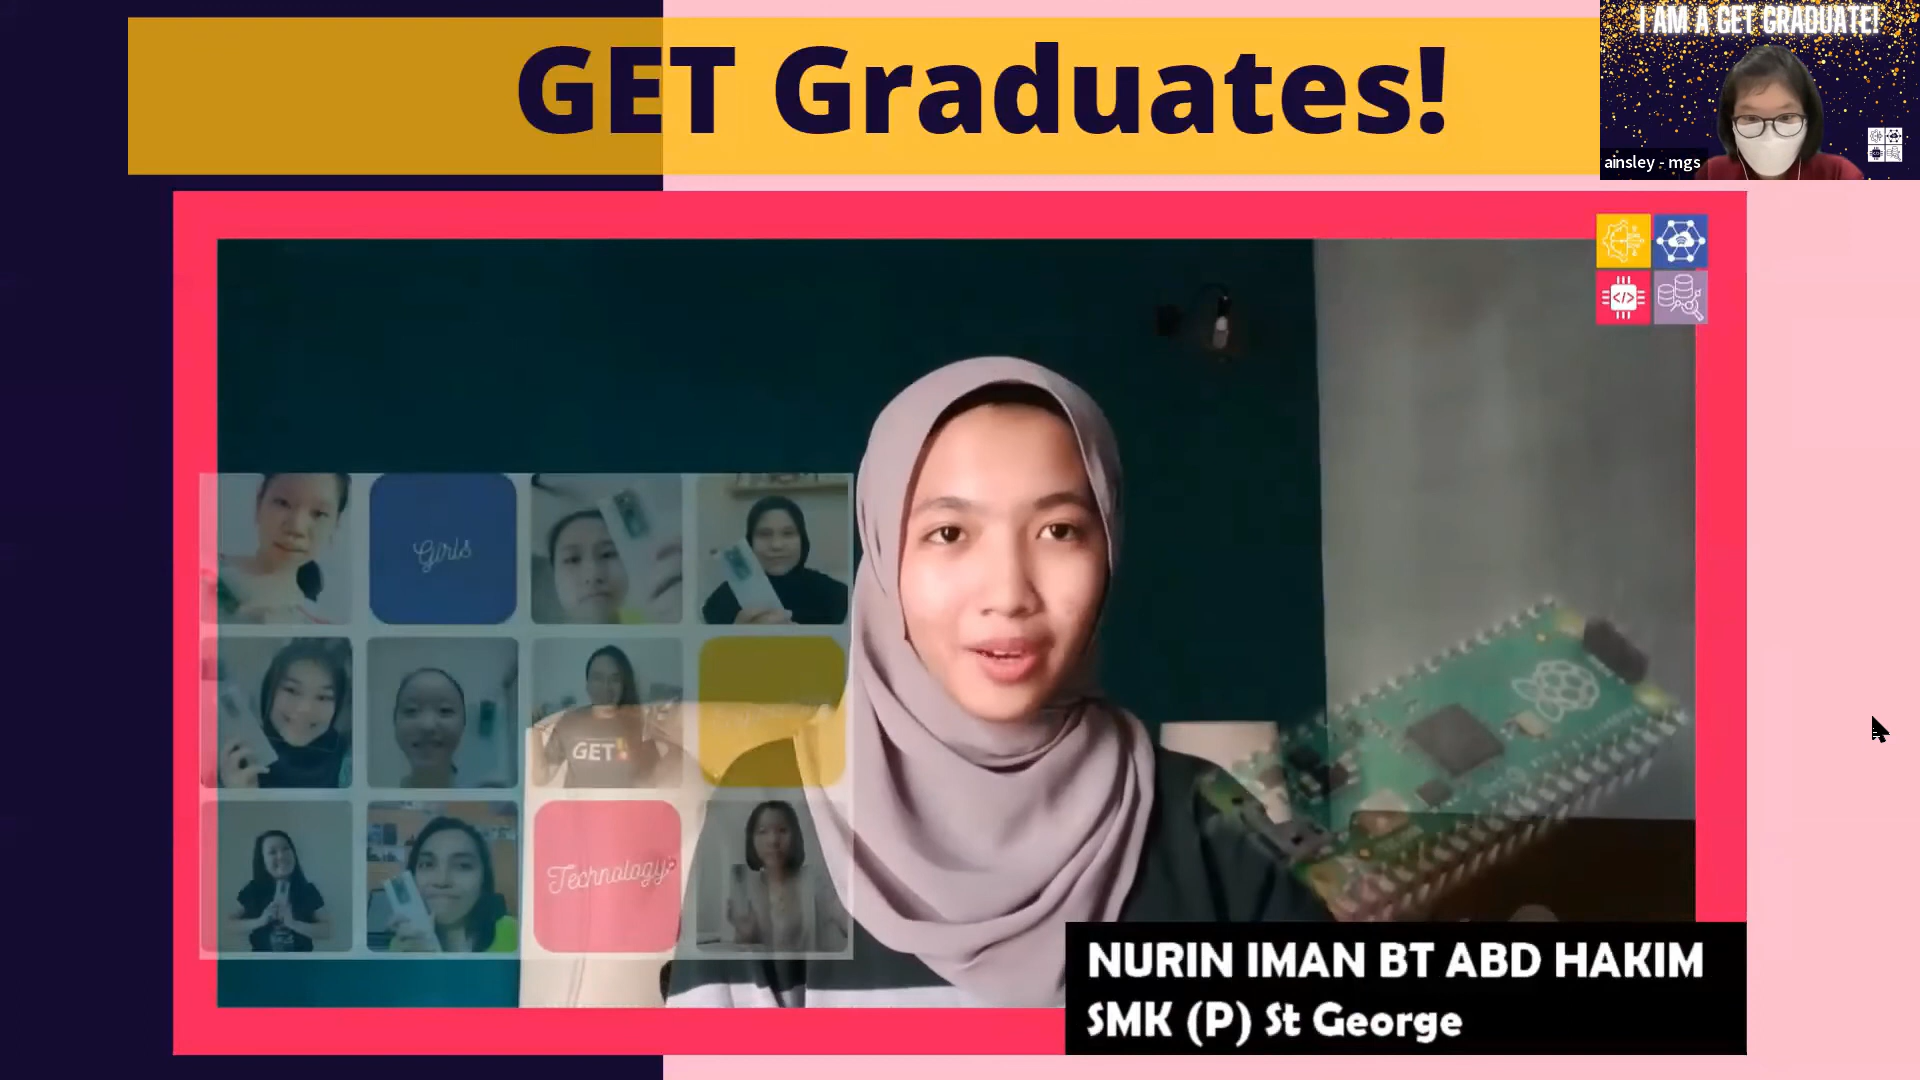 GET Graduates!
I AM A GET GRADUATE!
ainsley - mgs
</>
Girls
GET!
Technology
NURIN IMAN BT ABD HAKIM
SMK (P) St George